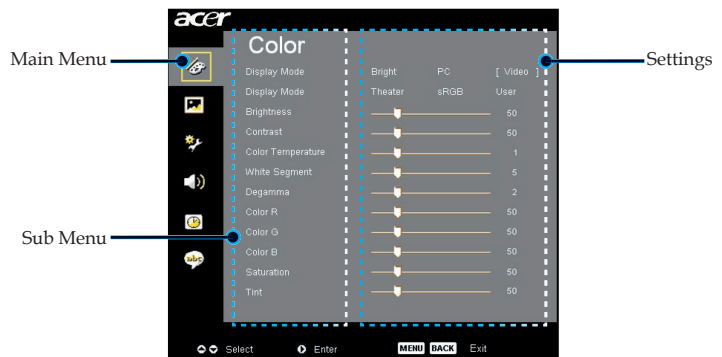 acer
Color
Main Menu
Settings
Display Mode Bright PC [ Video ]
Display Mode Theater sRGB User
Brightness 50
Contrast 50
Color Temperature 1
White Segment 5
Degamma 2
Color R 50
Sub Menu
Color G 50
Color B 50
abc
Saturation 50
Tint 50
Select Enter MENU BACK Exit